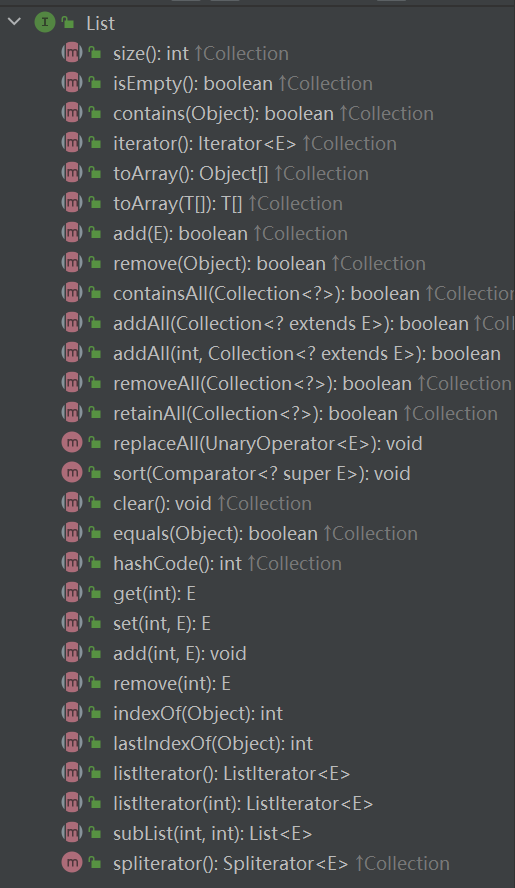 List
size(): int ↑Collection
isEmpty(): boolean ↑Collection
contains(Object): boolean ↑Collection
iterator(): Iterator<E> ↑Collection
toArray(): Object[] ↑Collection
toArray(T[]): T[] ↑Collection
add(E): boolean ↑Collection
remove(Object): boolean ↑Collection
containsAll(Collection<?>): boolean ↑Collection
addAll(Collection<? extends E>): boolean ↑Coll
addAll(int, Collection<? extends E>): boolean
removeAll(Collection<?>): boolean ↑Collection
retainAll(Collection<?>): boolean ↑Collection
replaceAll(UnaryOperator<E>): void
sort(Comparator<? super E>): void
clear(): void ↑Collection
equals(Object): boolean ↑Collection
hashCode(): int ↑Collection
get(int): E
set(int, E): E
add(int, E): void
remove(int): E
indexOf(Object): int
lastIndexOf(Object): int
listIterator(): ListIterator<E>
listIterator(int): ListIterator<E>
subList(int, int): List<E>
spliterator(): Spliterator<E> ↑Collection